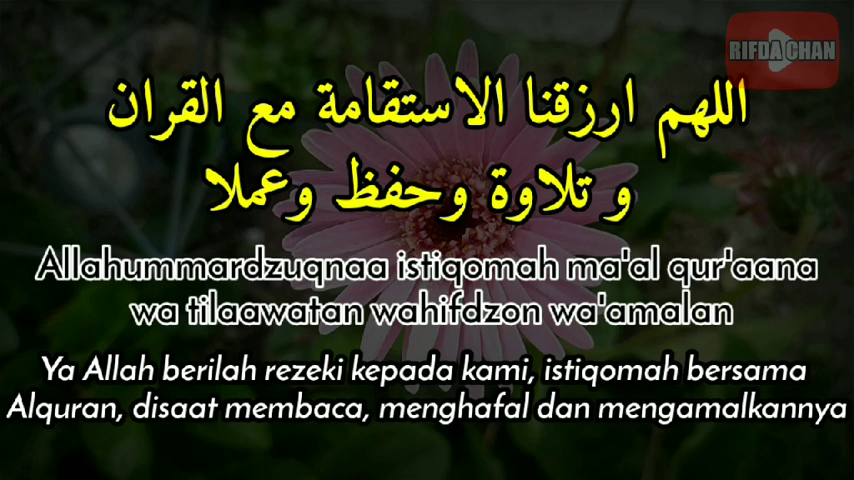 RIFDA CHAN
اللهم ارزقنا الاستقامة مع القران
و تلاوة وحفظ وعملا
Allahummardzuqnaa istiqomah ma'al qur'aana
wa tilaawatan wahifdzon wa'amalan
Ya Allah berilah rezeki kepada kami, istiqomah bersama
Alquran, disaat membaca, menghafal dan mengamalkannya